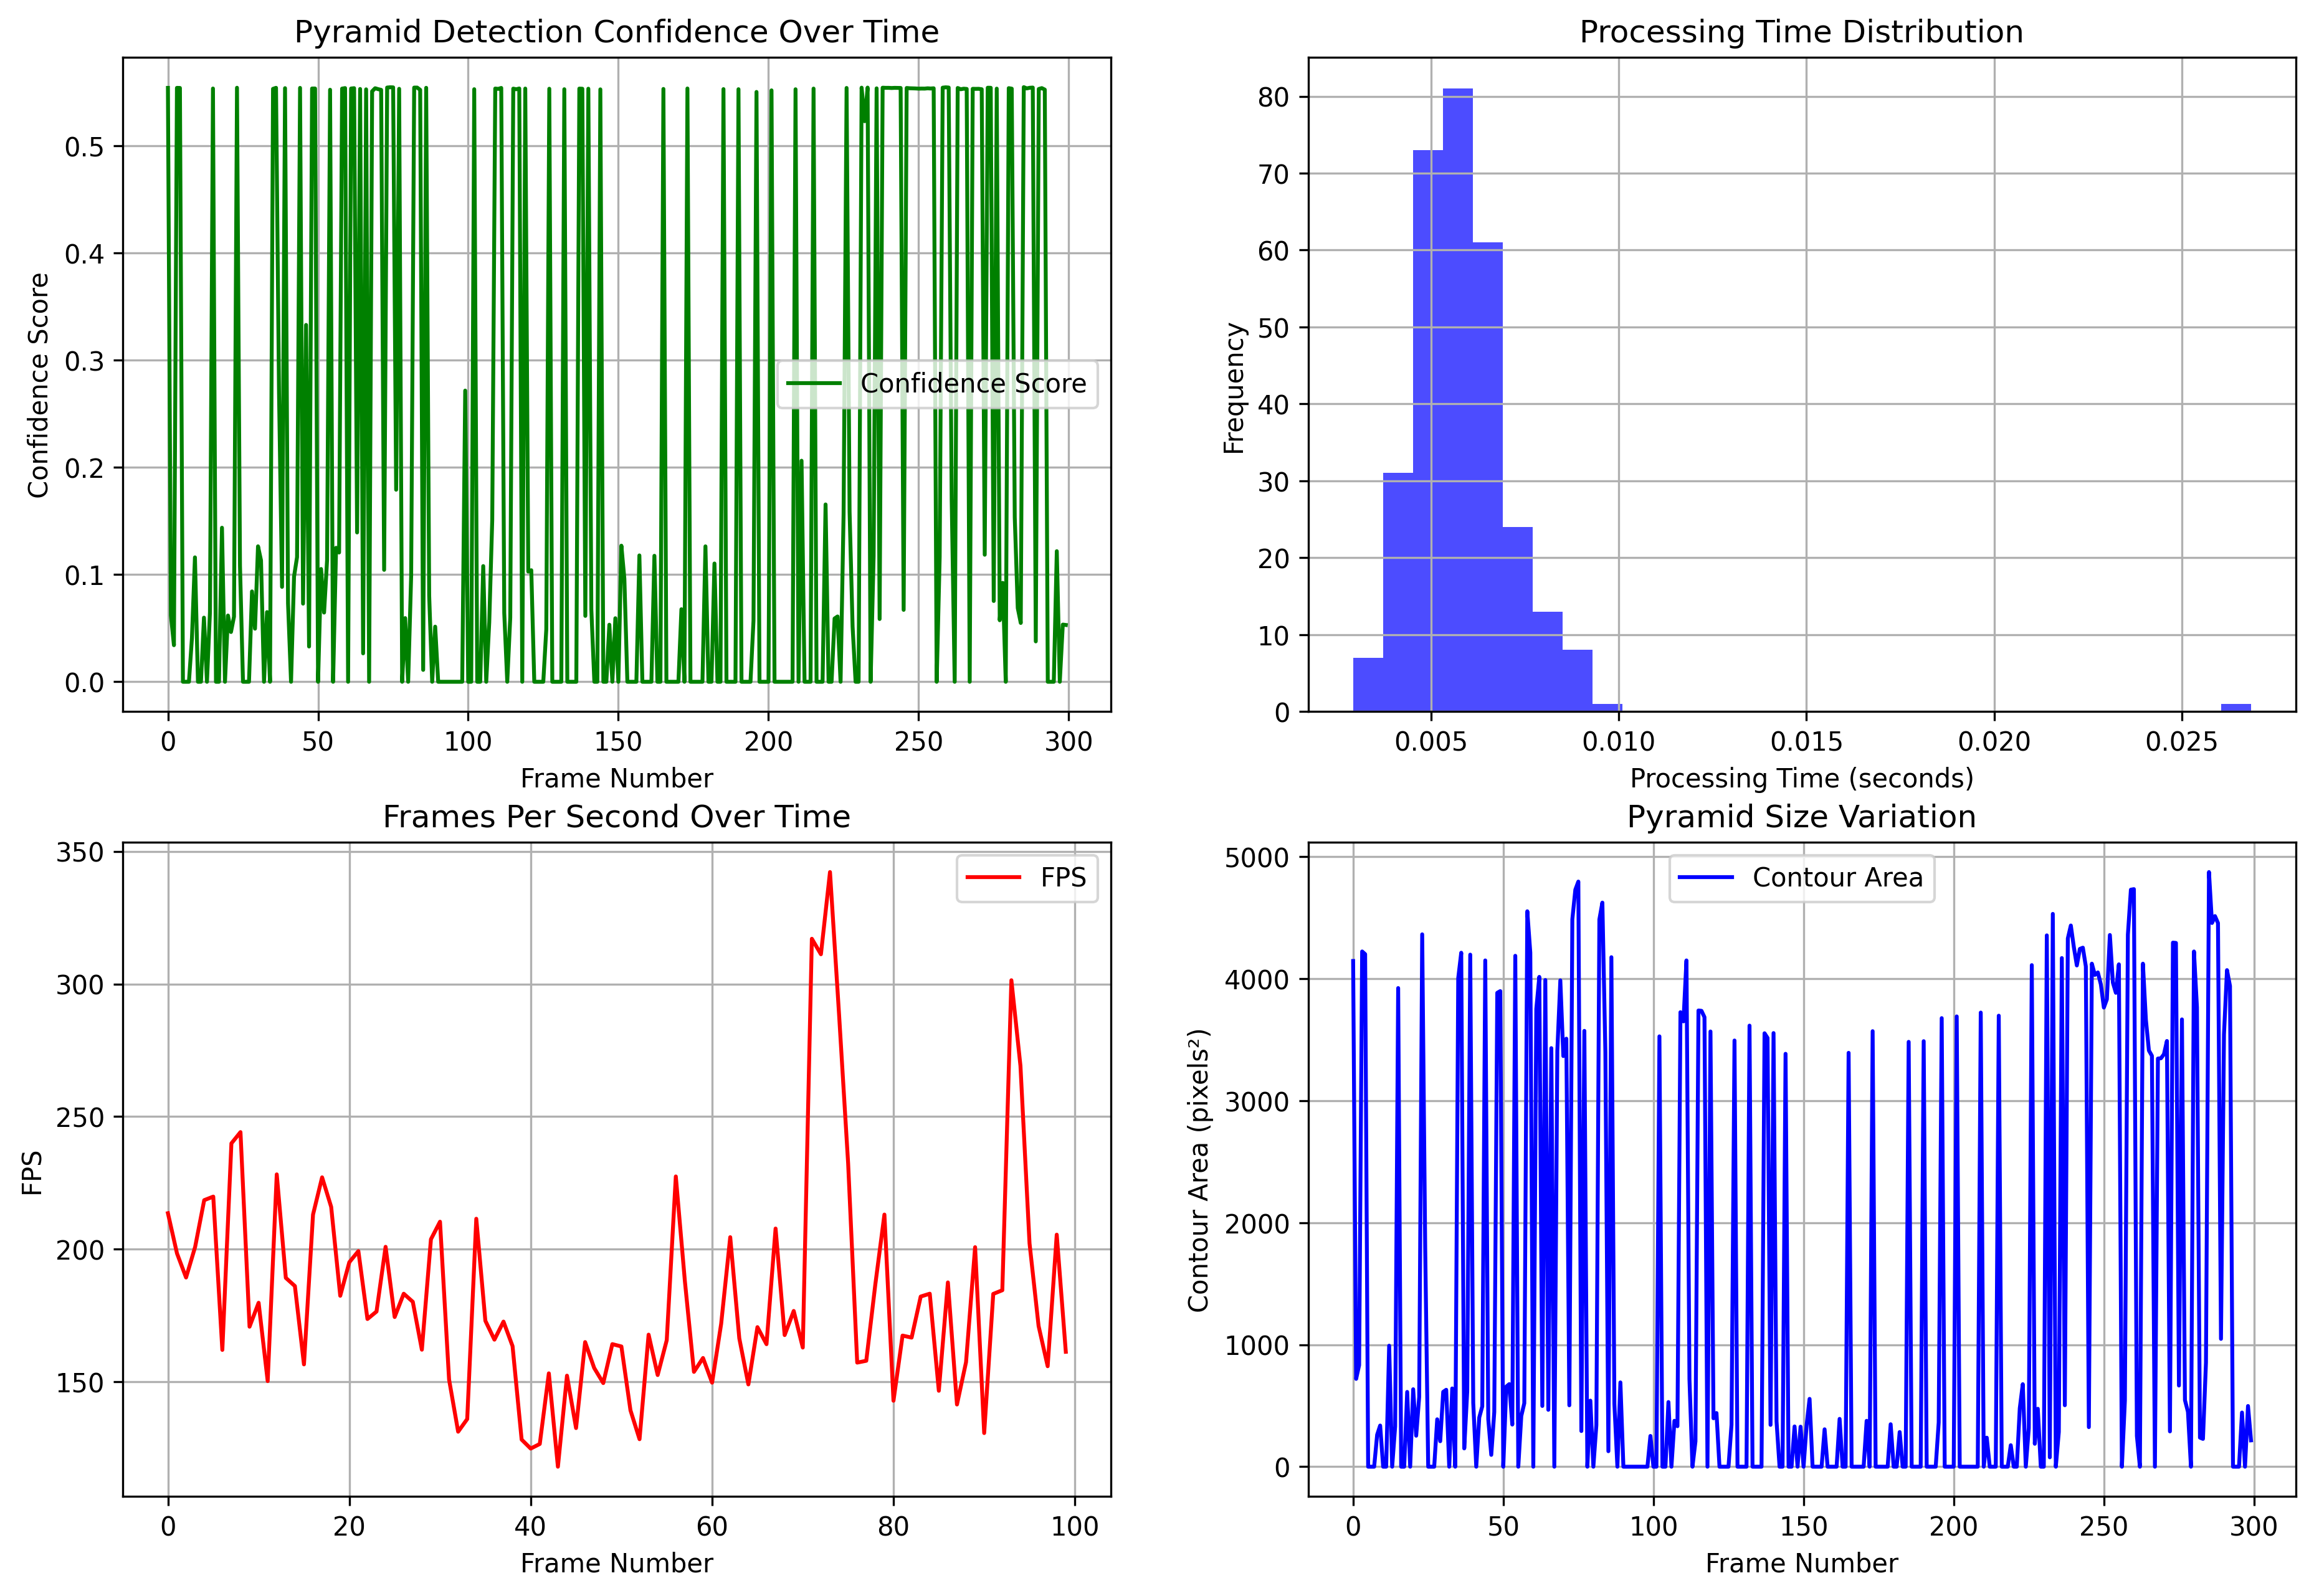 Pyramid Detection Confidence Over Time
Confidence Score
0.5
0.4
0.3
0.2
0.1
0.0
Confidence Score
0 50 100 150 200 250 300
Frame Number
Processing Time Distribution
Frequency
80
70
60
50
40
30
20
10
0
0.005 0.010 0.015 0.020 0.025
Processing Time (seconds)
Frames Per Second Over Time
FPS
350
300
250
200
150
FPS
0 20 40 60 80 100
Frame Number
Pyramid Size Variation
Contour Area (pixels²)
5000
4000
3000
2000
1000
0
Contour Area
0 50 100 150 200 250 300
Frame Number